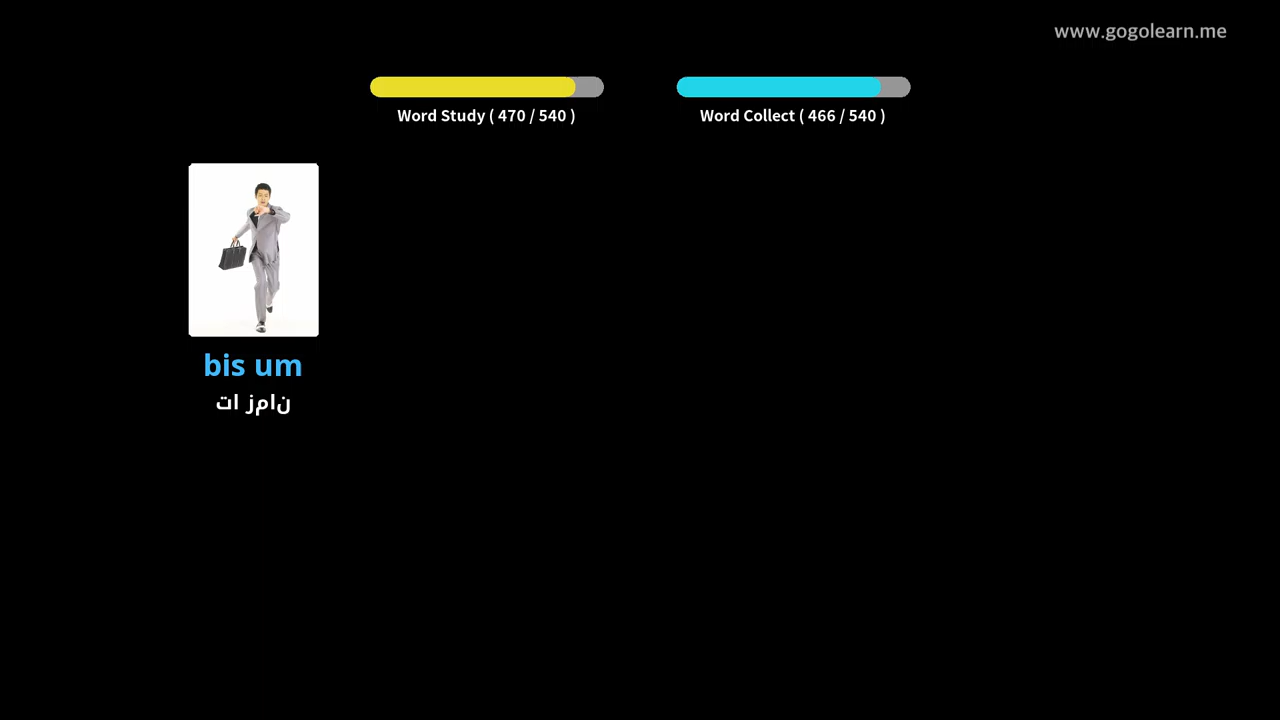 www.gogolearn.me
Word Study ( 470 / 540 )
Word Collect ( 466 / 540 )
bis um
تا زمان